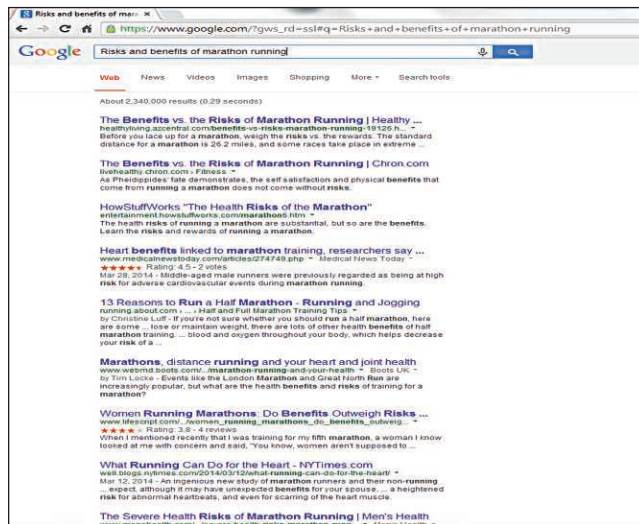 Risks and benefits of mara
https://www.google.com/?gws_rd=ssl#q=Risks+and+benefits+of+marathon+running
Google
Risks and benefits of marathon running
Web News Videos Images Shopping More Search tools
About 2,340,000 results (0.29 seconds)
The Benefits vs. the Risks of Marathon Running | Healthy ...
healthyliving.azcentral.com/benefits-vs-risks-marathon-running-19126.h...
Before you lace up for a marathon, weigh the risks vs. the rewards. The standard
distance for a marathon is 26.2 miles, and some races take place in extreme ...
The Benefits vs. the Risks of Marathon Running | Chron.com
livehealthy.chron.com › Fitness
As Pheidippides' fate demonstrates, the self satisfaction and physical benefits that
come from running a marathon does not come without risks.
HowStuffWorks "The Health Risks of the Marathon"
entertainment.howstuffworks.com/marathon6.htm
The health risks of running a marathon are substantial, but so are the benefits.
Learn the risks and rewards of running a marathon.
Heart benefits linked to marathon training, researchers say ...
www.medicalnewstoday.com/articles/274749.php Medical News Today
Rating: 4.5 - 2 votes
Mar 28, 2014 - Middle-aged male runners were previously regarded as being at high
risk for adverse cardiovascular events during marathon running.
13 Reasons to Run a Half Marathon - Running and Jogging
running.about.com › ... › Half and Full Marathon Training Tips
by Christine Luff - If you're not sure whether you should run a half marathon, here
are some ... lose or maintain weight, there are lots of other health benefits of half
marathon training. ... blood and oxygen throughout your body, which helps decrease
your risk of a ...
Marathons, distance running and your heart and joint health
www.webmd.boots.com/.../marathon-running-and-your-health Boots UK
by Tim Locke - Events like the London Marathon and Great North Run are
increasingly popular, but what are the health benefits and risks of training for a
marathon?
Women Running Marathons: Do Benefits Outweigh Risks ...
www.lifescript.com/.../women_running_marathons_do_benefits_outweig...
Rating: 3.8 - 4 reviews
When I mentioned recently that I was training for my fifth marathon, a woman I know
looked at me with concern and said, "You know, women aren't supposed to ...
What Running Can Do for the Heart - NYTimes.com
well.blogs.nytimes.com/2014/03/12/what-running-can-do-for-the-heart/
Mar 12, 2014 - An ingenious new study of marathon runners and their non-running
... expect, although it may have unexpected benefits for your spouse. ... a heightened
risk for abnormal heartbeats, and even for scarring of the heart muscle.
The Severe Health Risks of Marathon Running | Men's Health